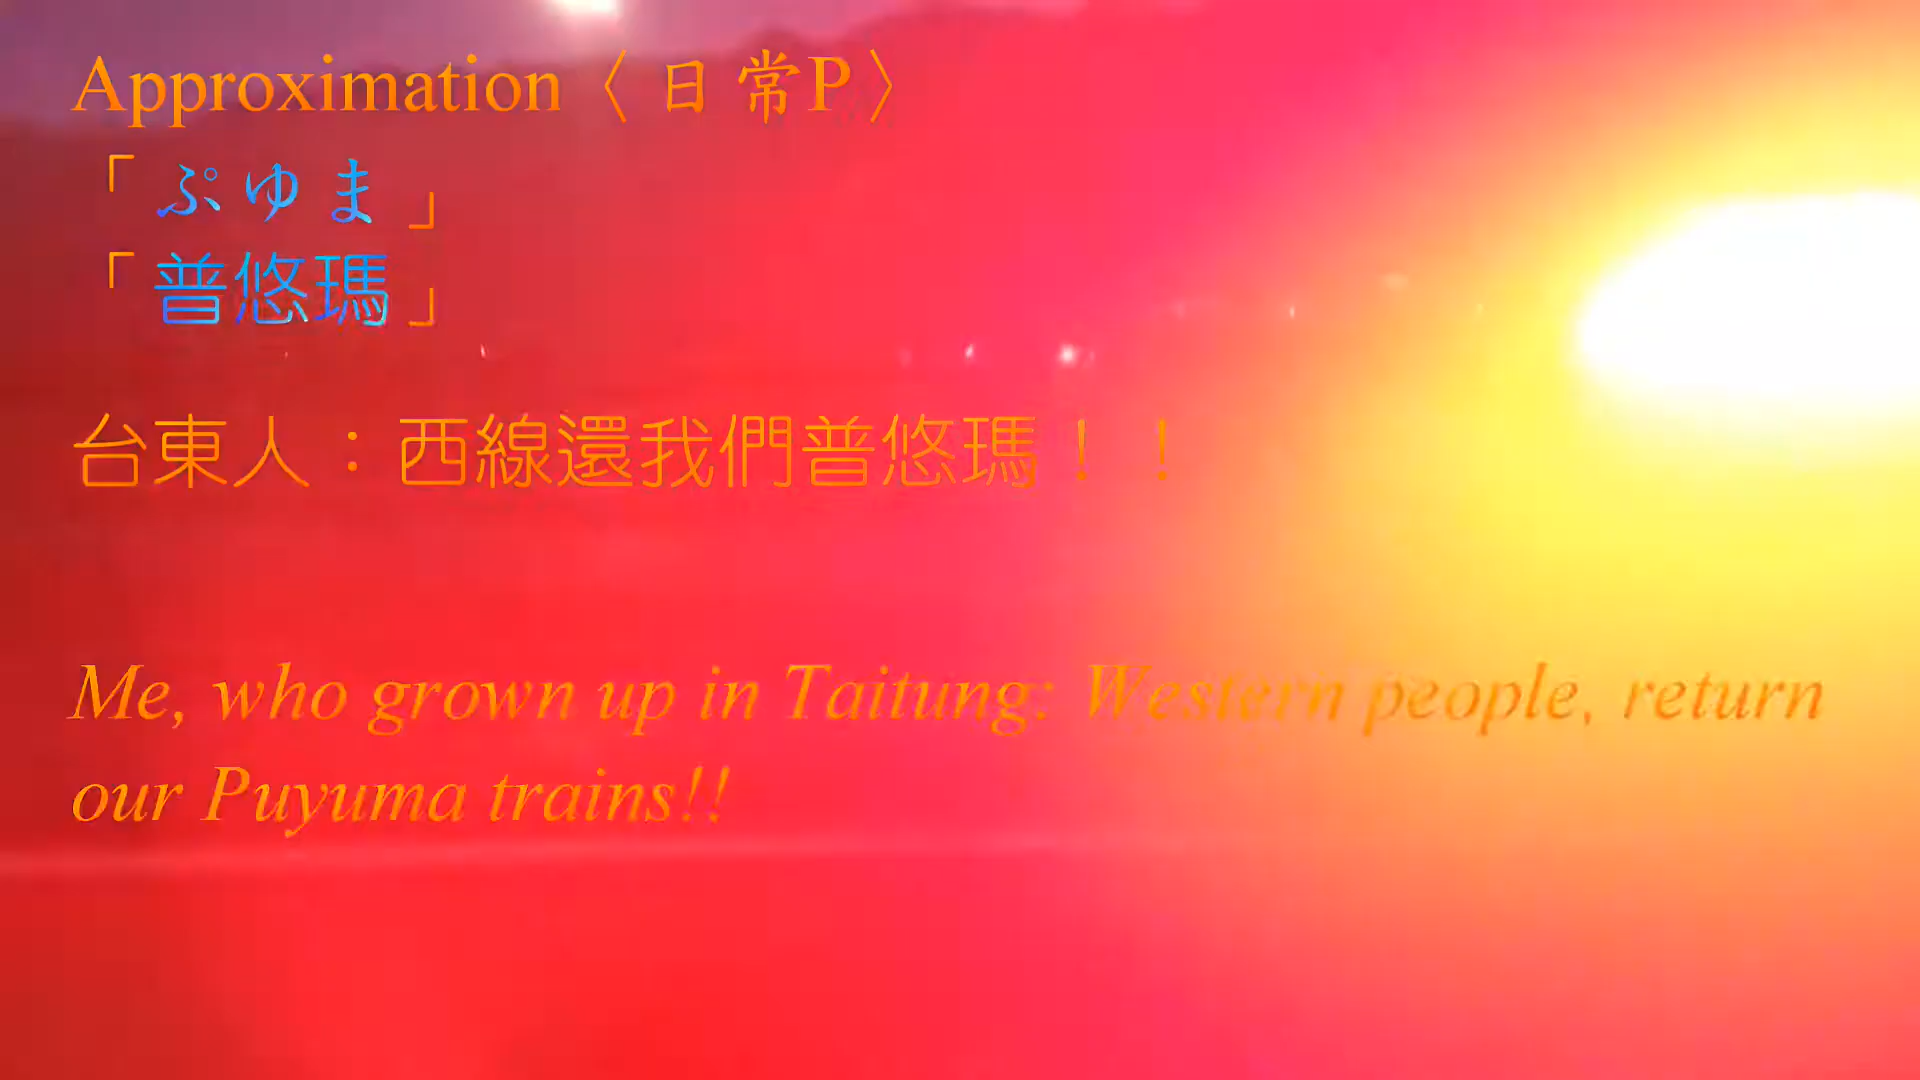 Approximation〈日常P〉
「ぷゆま」
「普悠瑪」
台東人：西線還我們普悠瑪！！
Me, who grown up in Taitung: Western people, return
our Puyuma trains!!